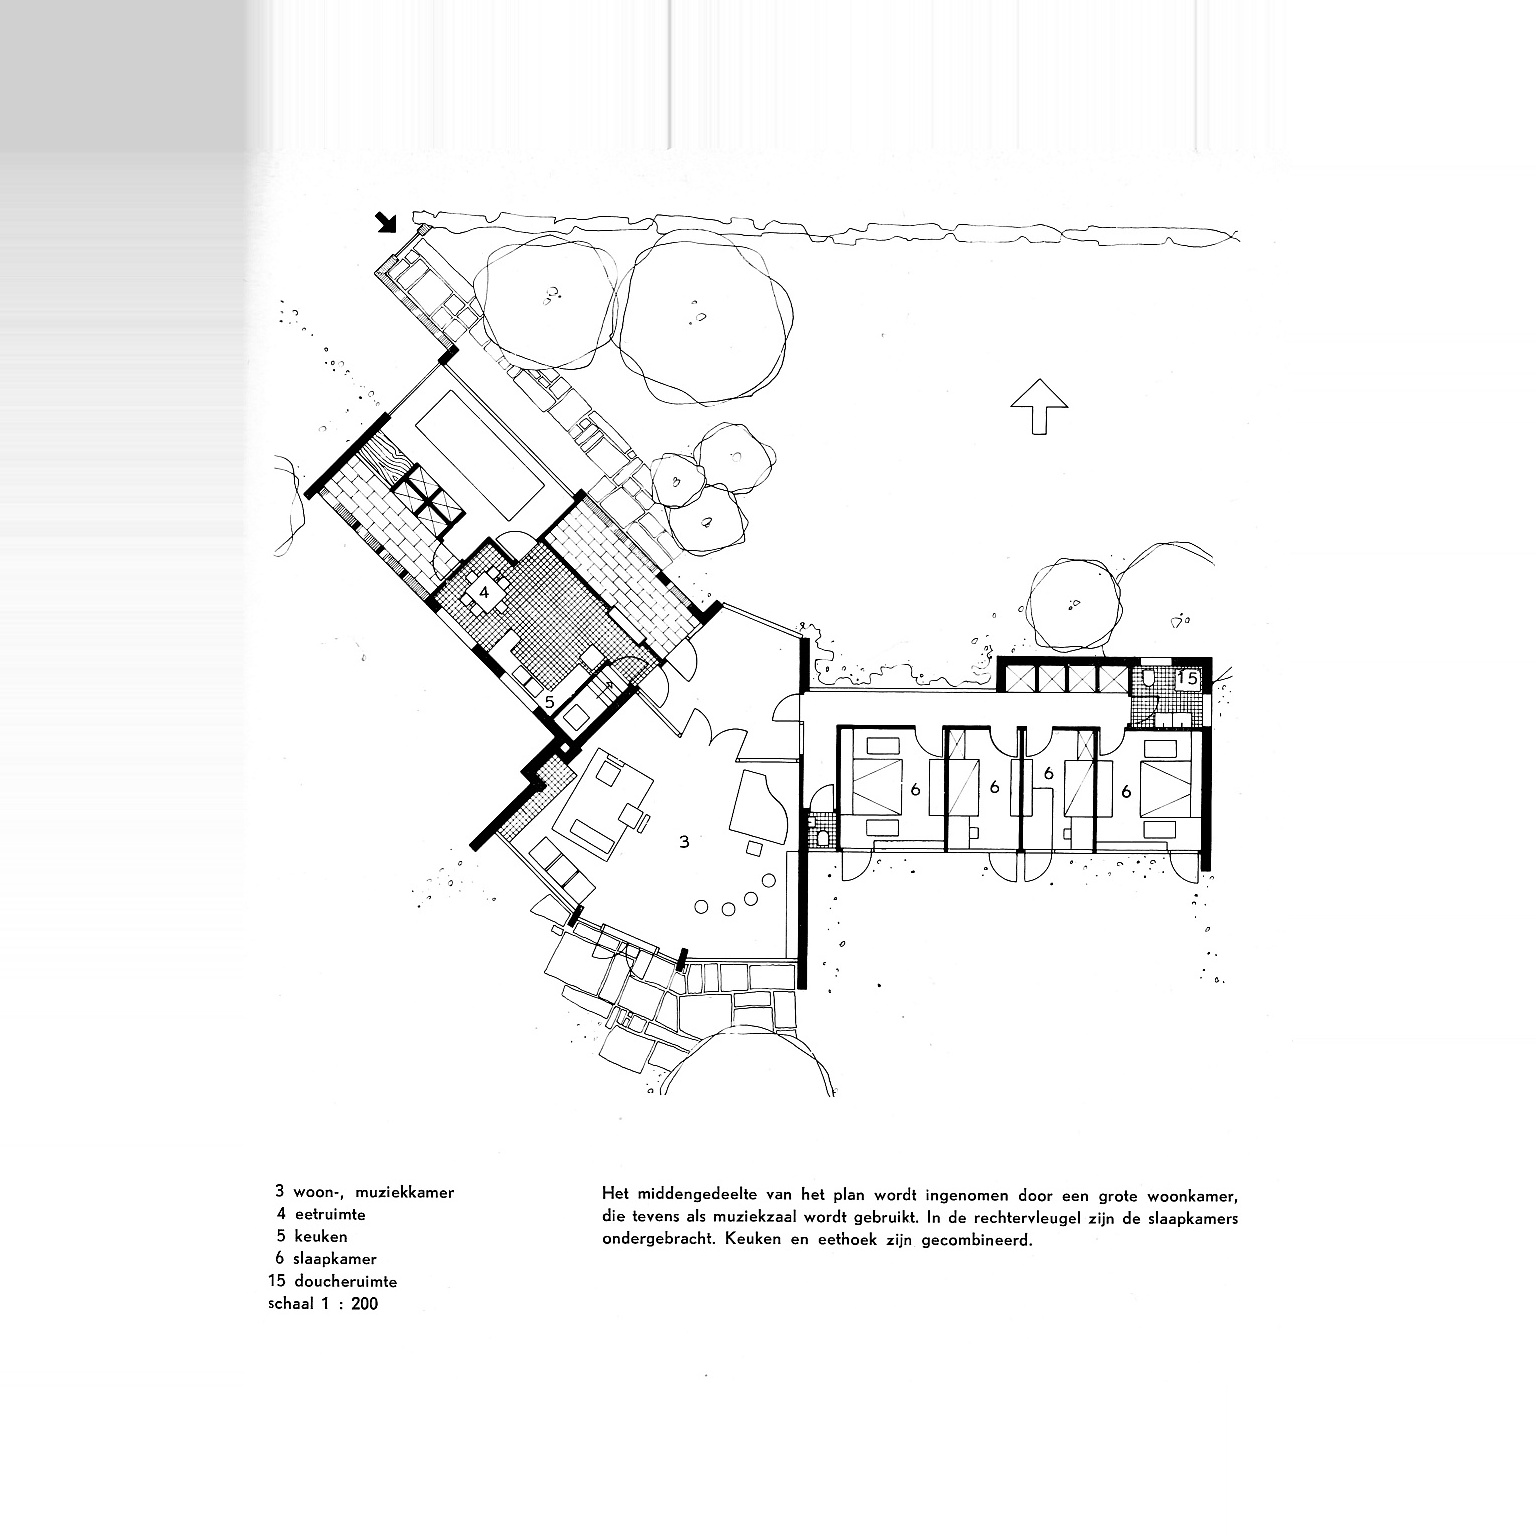 4
5
3
6
6
6
6
15
3 woon-, muziekkamer
4 eetruimte
5 keuken
6 slaapkamer
15 doucheruimte
schaal 1 : 200
Het middengedeelte van het plan wordt ingenomen door een grote woonkamer,
die tevens als muziekzaal wordt gebruikt. In de rechtervleugel zijn de slaapkamers
ondergebracht. Keuken en eethoek zijn gecombineerd.